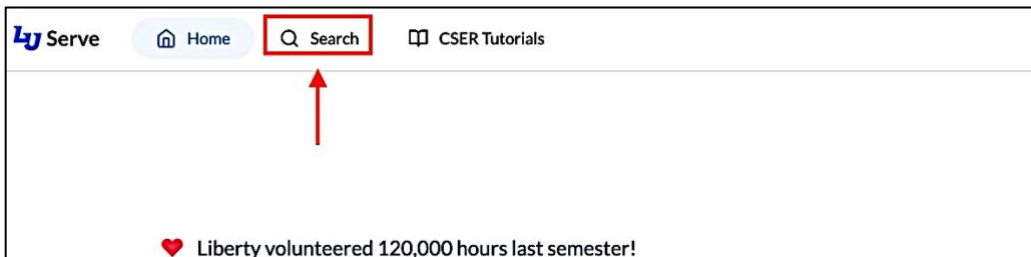 LU Serve Home Search CSER Tutorials
Liberty volunteered 120,000 hours last semester!